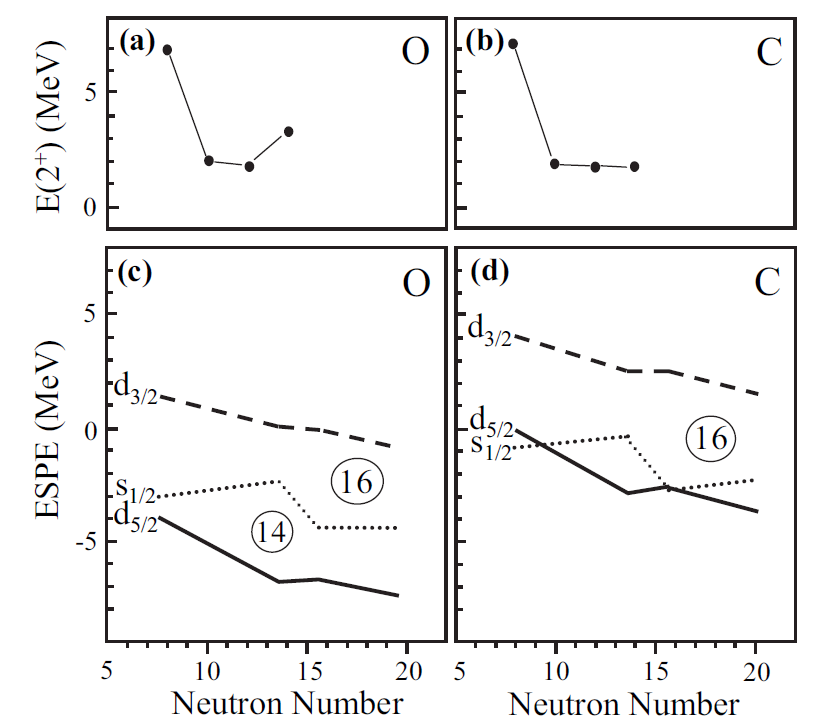 (a)
O
(b)
C
E(2⁺) (MeV)
5
0
(c)
O
(d)
C
ESPE (MeV)
5
0
-5
d₃/₂
s₁/₂
d₅/₂
14
16
d₃/₂
d₅/₂
s₁/₂
16
5
10
15
20
5
10
15
20
Neutron Number
Neutron Number